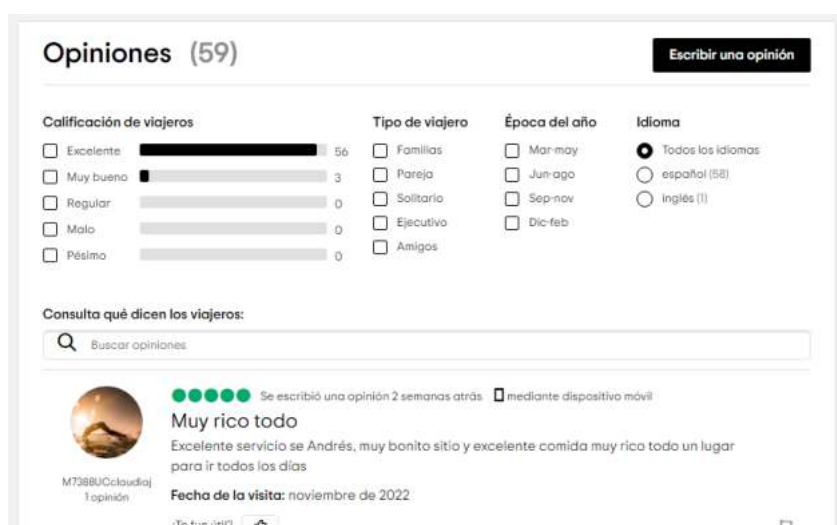 Opiniones (59)
Escribir una opinión
Calificación de viajeros
Excelente 56
Muy bueno 3
Regular 0
Malo 0
Pésimo 0
Tipo de viajero
Familias
Pareja
Solitario
Ejecutivo
Amigos
Época del año
Mar-may
Jun-ago
Sep-nov
Dic-feb
Idioma
Todos los idiomas
español (58)
inglés (1)
Consulta qué dicen los viajeros:
Buscar opiniones
Se escribió una opinión 2 semanas atrás mediante dispositivo móvil
Muy rico todo
Excelente servicio se Andrés, muy bonito sitio y excelente comida muy rico todo un lugar
para ir todos los días
M7388UCclaudiaj
1 opinión
Fecha de la visita: noviembre de 2022
¿Te fue útil?